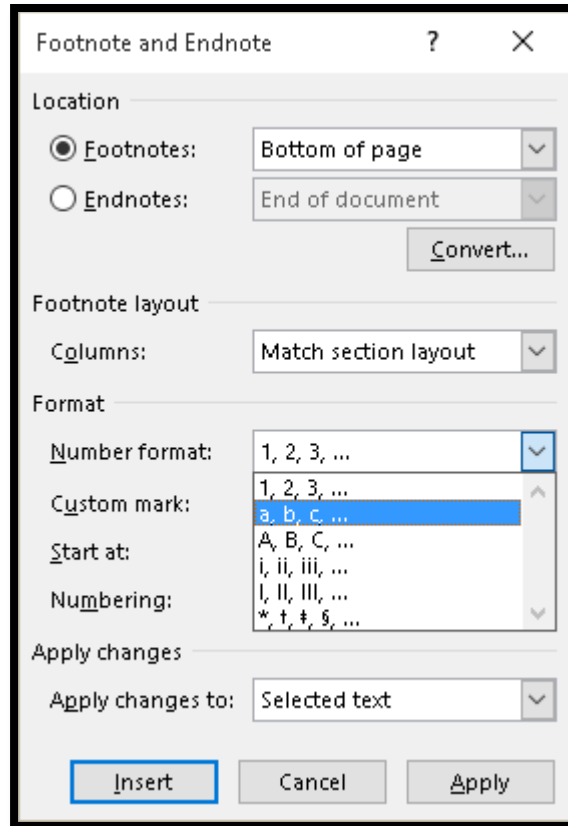 Footnote and Endnote ? ×
Location
Footnotes: Bottom of page
Endnotes: End of document
Convert...
Footnote layout
Columns: Match section layout
Format
Number format: 1, 2, 3, ...
1, 2, 3, ...
Custom mark: a, b, c, ...
A, B, C, ...
Start at:
i, ii, iii, ...
Numbering: I, II, III, ...
*, †, ‡, §, ...
Apply changes
Apply changes to: Selected text
Insert Cancel Apply